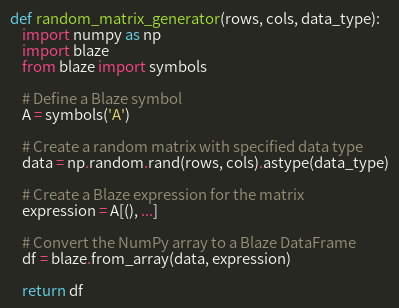 def random_matrix_generator(rows, cols, data_type):
    import numpy as np
    import blaze
    from blaze import symbols

    # Define a Blaze symbol
    A = symbols('A')

    # Create a random matrix with specified data type
    data = np.random.rand(rows, cols).astype(data_type)

    # Create a Blaze expression for the matrix
    expression = A[(), ...]

    # Convert the NumPy array to a Blaze DataFrame
    df = blaze.from_array(data, expression)

    return df